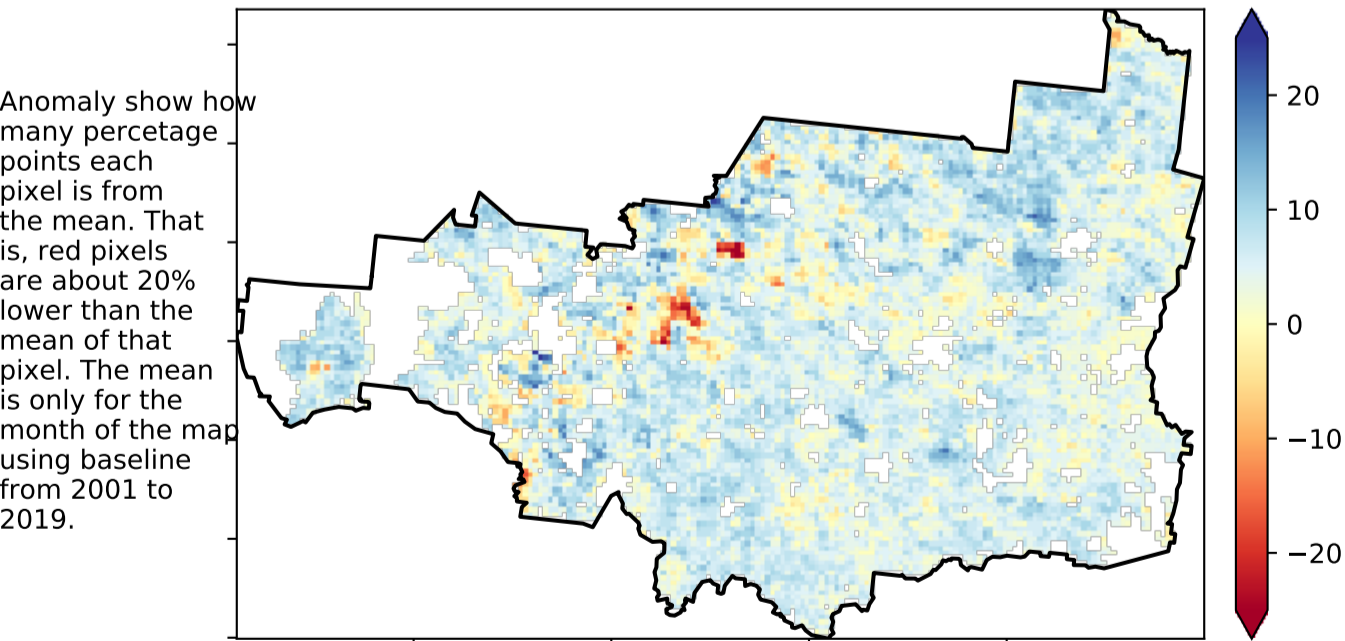 Anomaly show how
many percetage
points each
pixel is from
the mean. That
is, red pixels
are about 20%
lower than the
mean of that
pixel. The mean
is only for the
month of the map
using baseline
from 2001 to
2019.
20
10
0
−10
−20